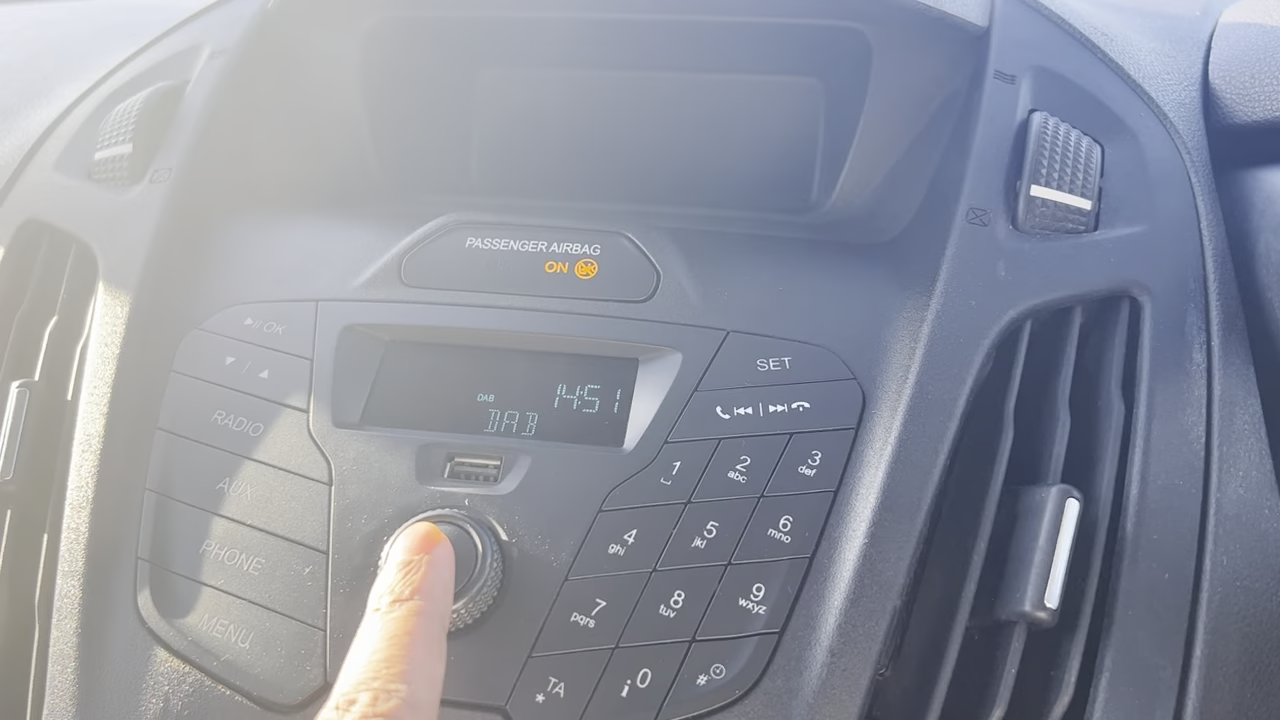 PASSENGER AIRBAG
ON
OK
SET
RADIO
DAB
14:51
DAB
AUX
PHONE
MENU
1
2
abc
3
def
4
ghi
5
jkl
6
mno
7
pqrs
8
tuv
9
wxyz
* TA
i 0
#